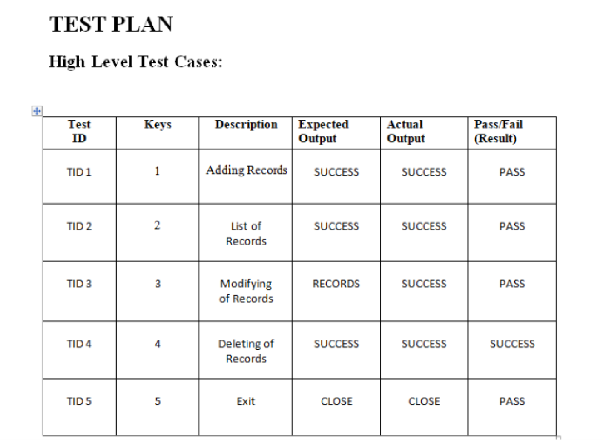 TEST PLAN
High Level Test Cases:
Test ID Keys Description Expected Output Actual Output Pass/Fail (Result)
TID 1 1 Adding Records SUCCESS SUCCESS PASS
TID 2 2 List of Records SUCCESS SUCCESS PASS
TID 3 3 Modifying of Records RECORDS SUCCESS PASS
TID 4 4 Deleting of Records SUCCESS SUCCESS SUCCESS
TID 5 5 Exit CLOSE CLOSE PASS